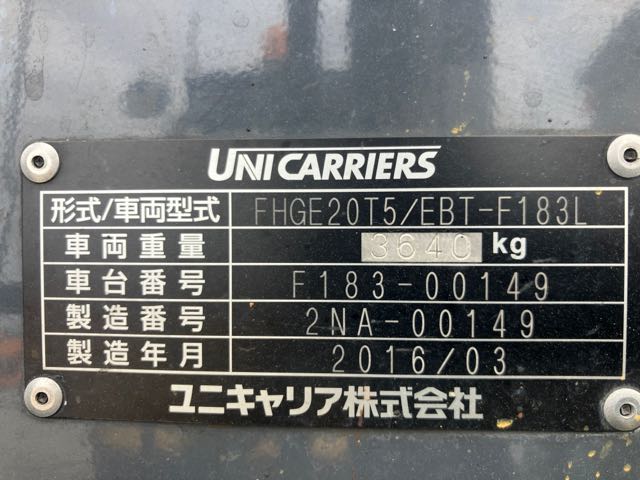 UNICARRIERS
形式/車両型式 FHGE20T5/EBT-F183L
車両重量 3640 kg
車台番号 F183-00149
製造番号 2NA-00149
製造年月 2016/03
ユニキャリア株式会社